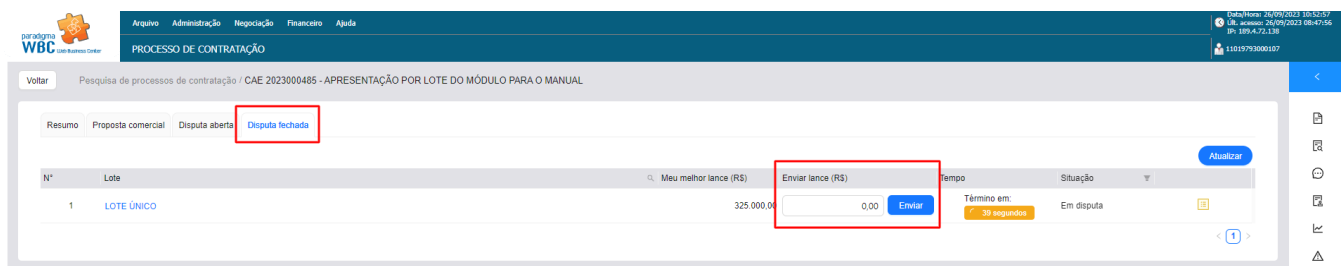 paradigma
WBC Web Business Center
Arquivo Administração Negociação Financeiro Ajuda
Data/Hora: 26/09/2023 10:52:57
Últ. acesso: 26/09/2023 08:47:56
IP: 189.4.72.138
PROCESSO DE CONTRATAÇÃO
11019793000107
Voltar Pesquisa de processos de contratação / CAE 2023000485 - APRESENTAÇÃO POR LOTE DO MÓDULO PARA O MANUAL
Resumo Proposta comercial Disputa aberta Disputa fechada
Atualizar
N° Lote Meu melhor lance (R$) Enviar lance (R$) Tempo Situação
1 LOTE ÚNICO 325.000,00 0,00 Enviar Término em: Em disputa
39 segundos
< 1 >